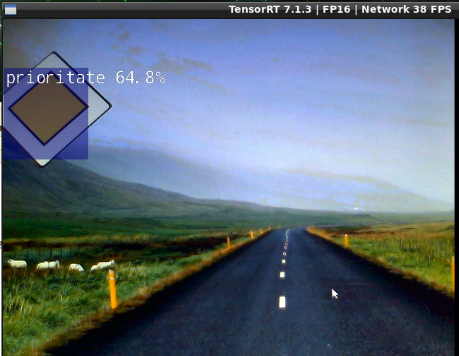 TensorRT 7.1.3 | FP16 | Network 38 FPS
prioritate 64.8%